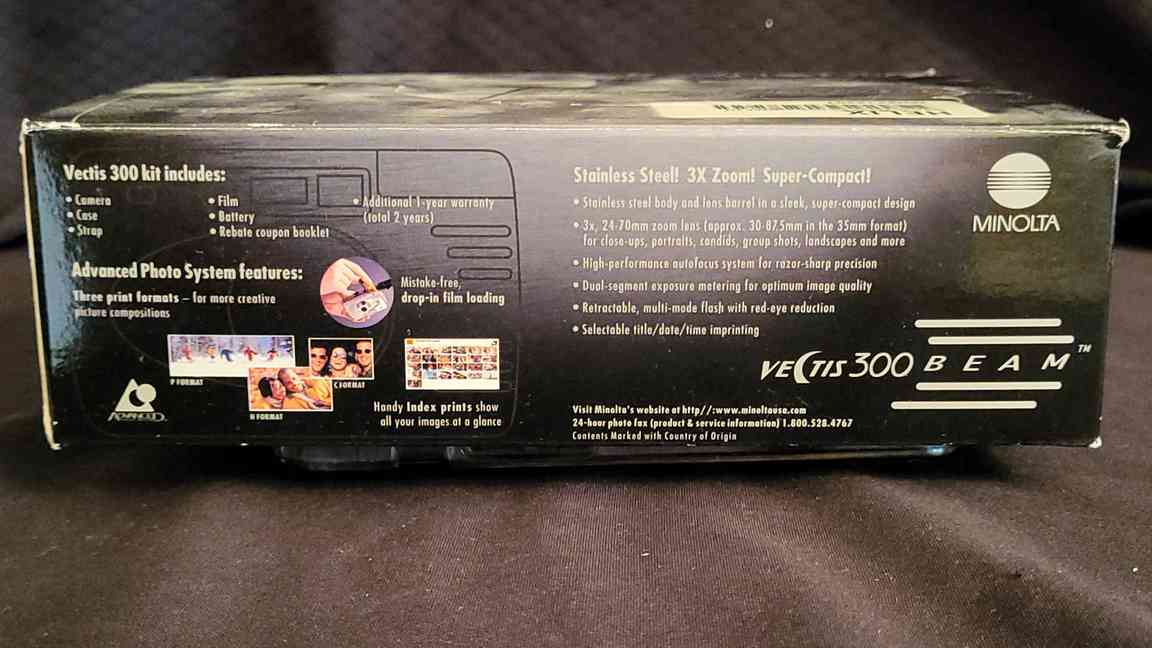 HELIX
Vectis 300 kit includes:
• Camera
• Case
• Strap
• Film
• Battery
• Rebate coupon booklet
• Additional 1-year warranty
(total 2 years)
Advanced Photo System features:
Three print formats – for more creative
picture compositions
Mistake-free,
drop-in film loading
P FORMAT
H FORMAT
C FORMAT
Handy Index prints show
all your images at a glance
ADVANCED
Stainless Steel! 3X Zoom! Super-Compact!
• Stainless steel body and lens barrel in a sleek, super-compact design
• 3x, 24-70mm zoom lens (approx. 30-87.5mm in the 35mm format)
for close-ups, portraits, candids, group shots, landscapes and more
• High-performance autofocus system for razor-sharp precision
• Dual-segment exposure metering for optimum image quality
• Retractable, multi-mode flash with red-eye reduction
• Selectable title/date/time imprinting
MINOLTA
VECTIS 300 BEAM™
Visit Minolta's website at http//:www.minoltausa.com
24-hour photo fax (product & service information) 1.800.528.4767
Contents Marked with Country of Origin